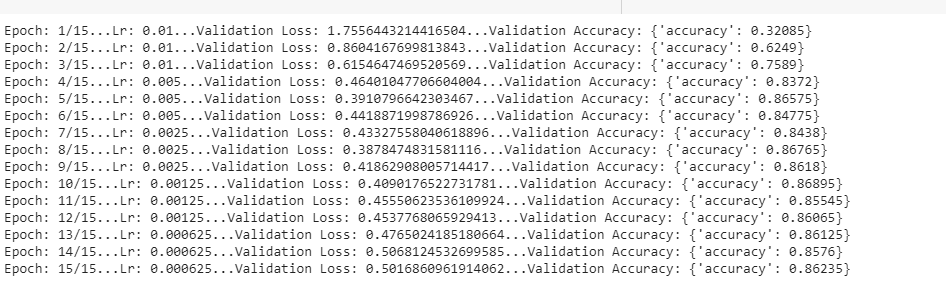 Epoch: 1/15...Lr: 0.01...Validation Loss: 1.7556443214416504...Validation Accuracy: {'accuracy': 0.32085}
Epoch: 2/15...Lr: 0.01...Validation Loss: 0.8604167699813843...Validation Accuracy: {'accuracy': 0.6249}
Epoch: 3/15...Lr: 0.01...Validation Loss: 0.6154647469520569...Validation Accuracy: {'accuracy': 0.7589}
Epoch: 4/15...Lr: 0.005...Validation Loss: 0.46401047706604004...Validation Accuracy: {'accuracy': 0.8372}
Epoch: 5/15...Lr: 0.005...Validation Loss: 0.3910796642303467...Validation Accuracy: {'accuracy': 0.86575}
Epoch: 6/15...Lr: 0.005...Validation Loss: 0.4418871998786926...Validation Accuracy: {'accuracy': 0.84775}
Epoch: 7/15...Lr: 0.0025...Validation Loss: 0.43327558040618896...Validation Accuracy: {'accuracy': 0.8438}
Epoch: 8/15...Lr: 0.0025...Validation Loss: 0.3878474831581116...Validation Accuracy: {'accuracy': 0.86765}
Epoch: 9/15...Lr: 0.0025...Validation Loss: 0.41862908005714417...Validation Accuracy: {'accuracy': 0.8618}
Epoch: 10/15...Lr: 0.00125...Validation Loss: 0.4090176522731781...Validation Accuracy: {'accuracy': 0.86895}
Epoch: 11/15...Lr: 0.00125...Validation Loss: 0.45550623536109924...Validation Accuracy: {'accuracy': 0.85545}
Epoch: 12/15...Lr: 0.00125...Validation Loss: 0.4537768065929413...Validation Accuracy: {'accuracy': 0.86065}
Epoch: 13/15...Lr: 0.000625...Validation Loss: 0.4765024185180664...Validation Accuracy: {'accuracy': 0.86125}
Epoch: 14/15...Lr: 0.000625...Validation Loss: 0.5068124532699585...Validation Accuracy: {'accuracy': 0.8576}
Epoch: 15/15...Lr: 0.000625...Validation Loss: 0.5016860961914062...Validation Accuracy: {'accuracy': 0.86235}